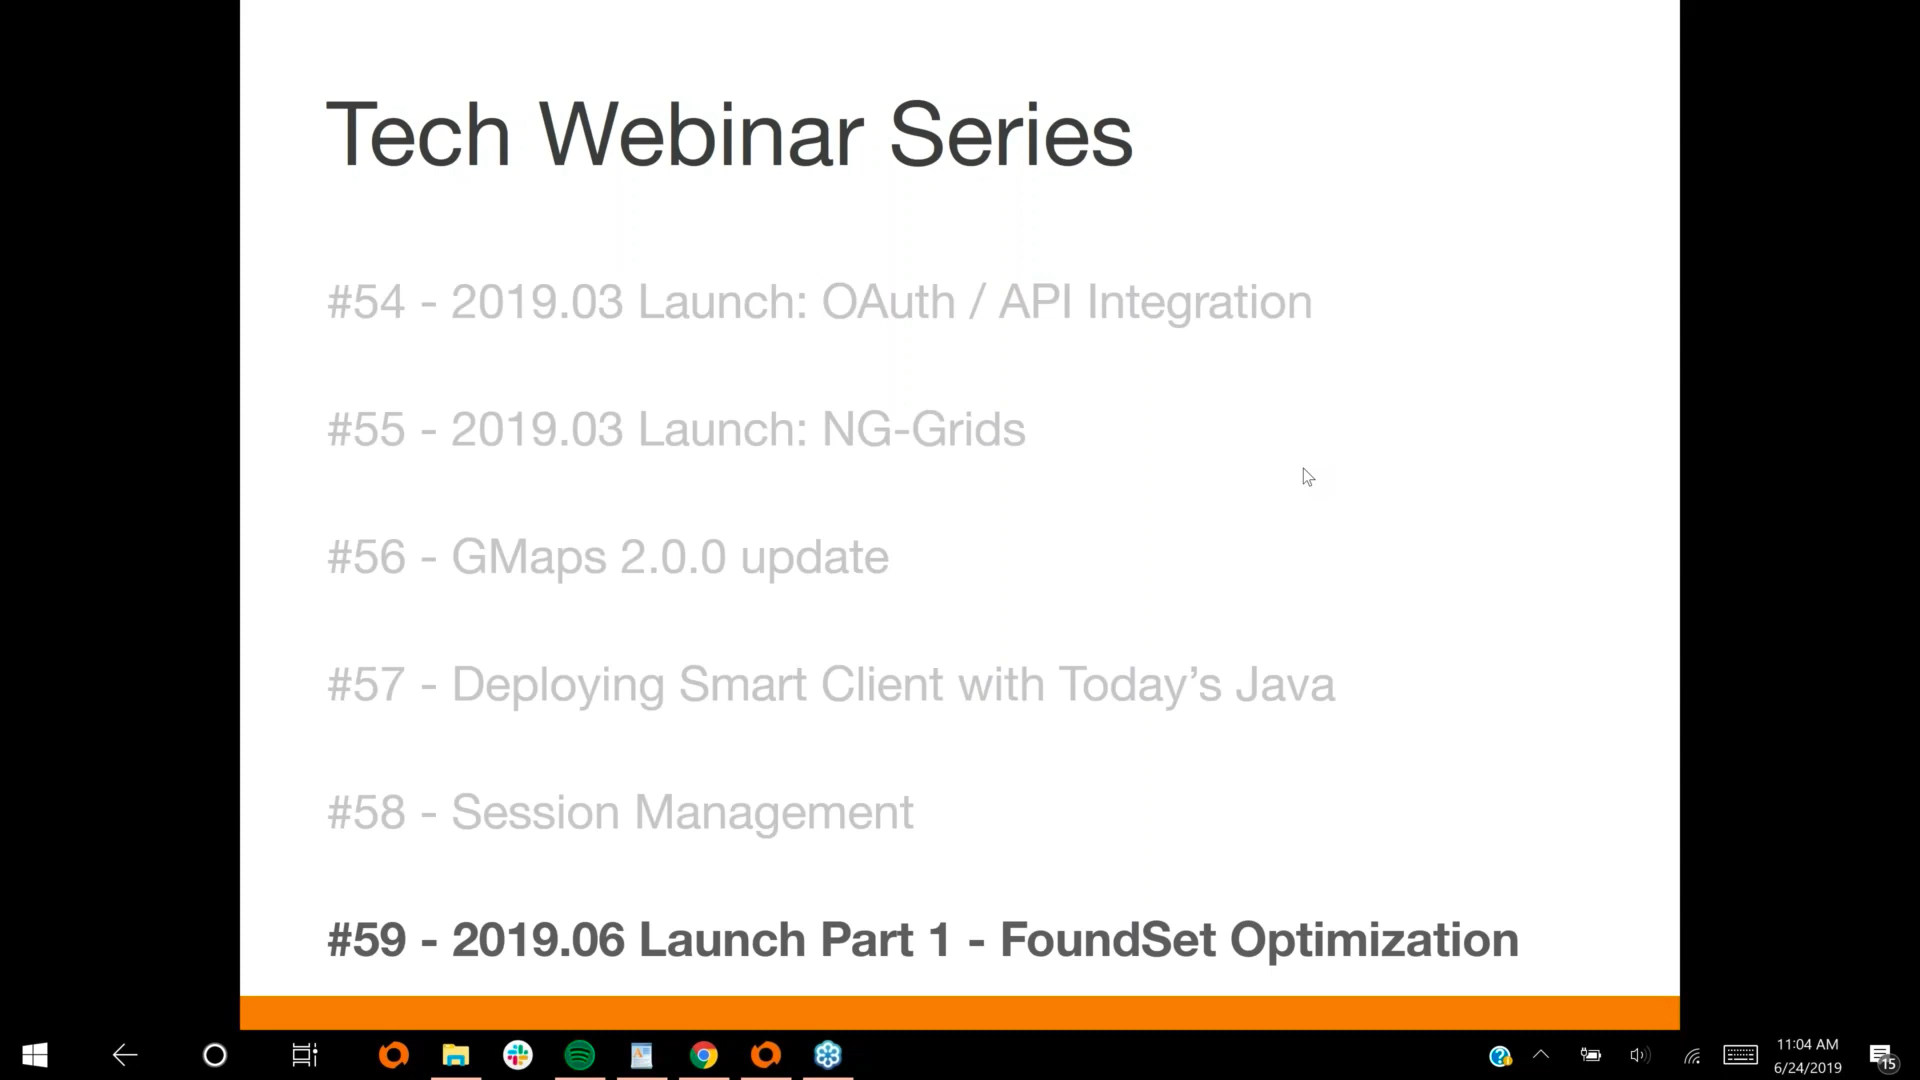 Tech Webinar Series
#54 - 2019.03 Launch: OAuth / API Integration
#55 - 2019.03 Launch: NG-Grids
#56 - GMaps 2.0.0 update
#57 - Deploying Smart Client with Today’s Java
#58 - Session Management
#59 - 2019.06 Launch Part 1 - FoundSet Optimization
11:04 AM
6/24/2019
15